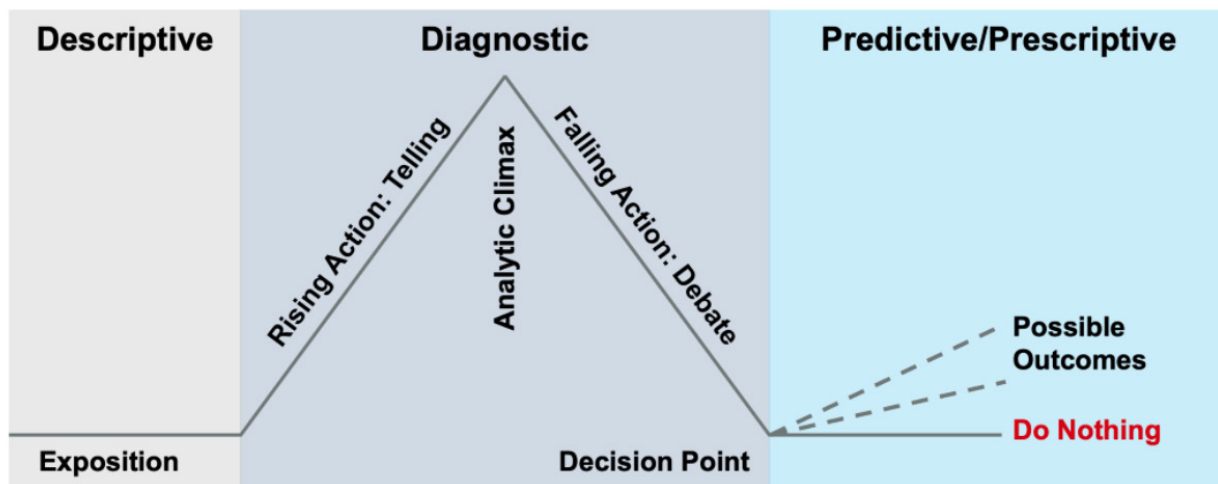 Descriptive
Diagnostic
Predictive/Prescriptive
Rising Action: Telling
Analytic Climax
Falling Action: Debate
Possible
Outcomes
Do Nothing
Exposition
Decision Point